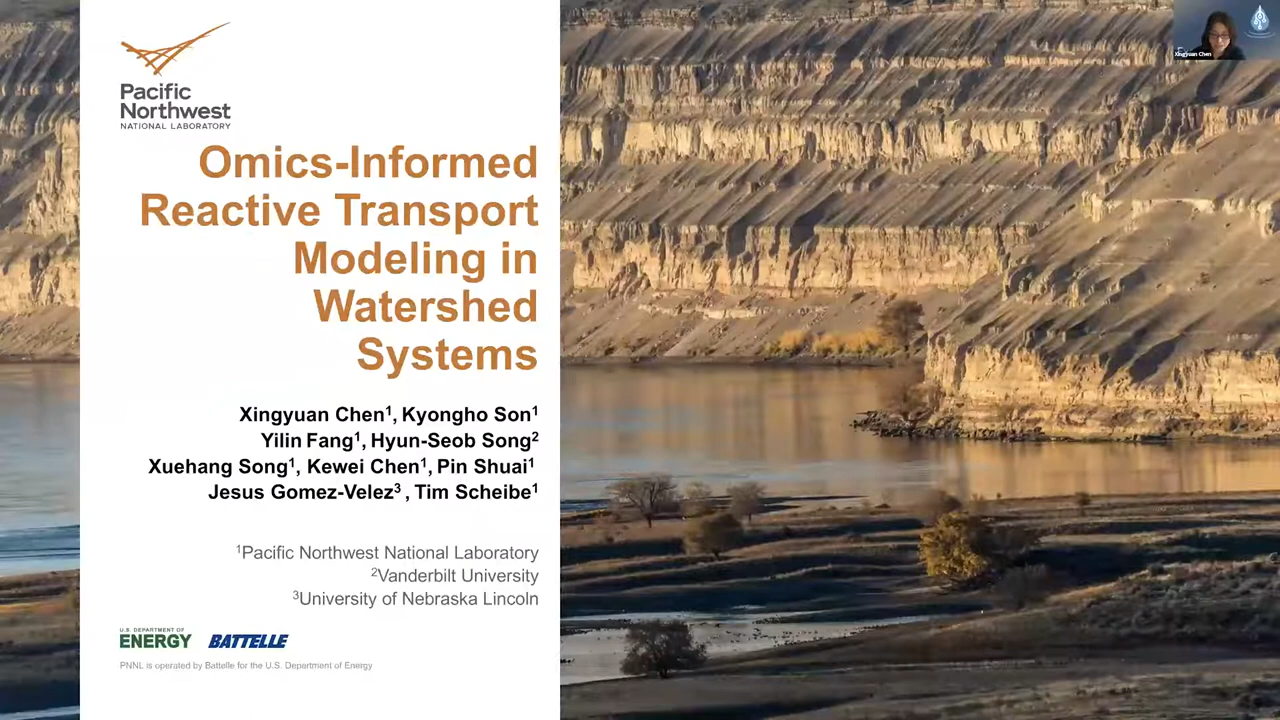 Pacific
Northwest
NATIONAL LABORATORY
Omics-Informed
Reactive Transport
Modeling in
Watershed
Systems
Xingyuan Chen¹, Kyongho Son¹
Yilin Fang¹, Hyun-Seob Song²
Xuehang Song¹, Kewei Chen¹, Pin Shuai¹
Jesus Gomez-Velez³ , Tim Scheibe¹
¹Pacific Northwest National Laboratory
²Vanderbilt University
³University of Nebraska Lincoln
U.S. DEPARTMENT OF
ENERGY
BATTELLE
PNNL is operated by Battelle for the U.S. Department of Energy
Xingyuan Chen